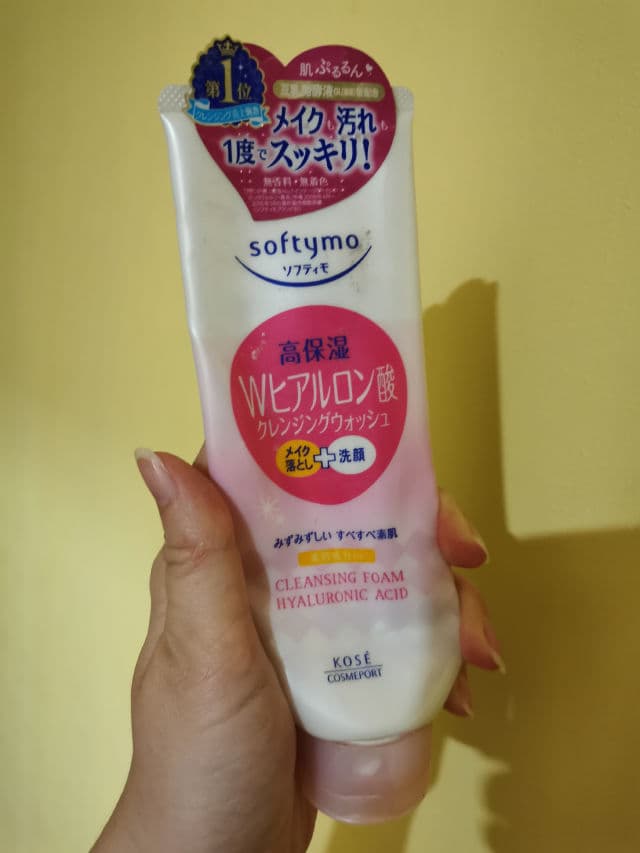 肌ぷるるん
第1位
メイクも汚れも
1度でスッキリ!
無香料・無着色
softymo
ソフティモ
高保湿
Wヒアルロン酸
クレンジングウォッシュ
メイク
落とし
+
洗顔
みずみずしい すべすべ素肌
CLEANSING FOAM
HYALURONIC ACID
KOSÉ
COSMEPORT